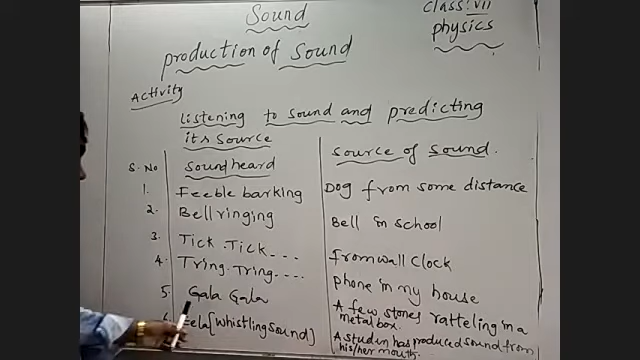 Sound
class: VII
physics
production of Sound
Activity
listening to sound and predicting
its source
S.No
sound heard
source of sound.
1. Feeble barking
Dog from some distance
2. Bell ringing
Bell in school
3. Tick . Tick ---
from wall clock
4. Tring-Tring ----
phone in my house
5. Gala Gala
A few stones ratteling in a
metal box.
6. eela [whistling sound]
A studen has produced sound from
his/her mouth.